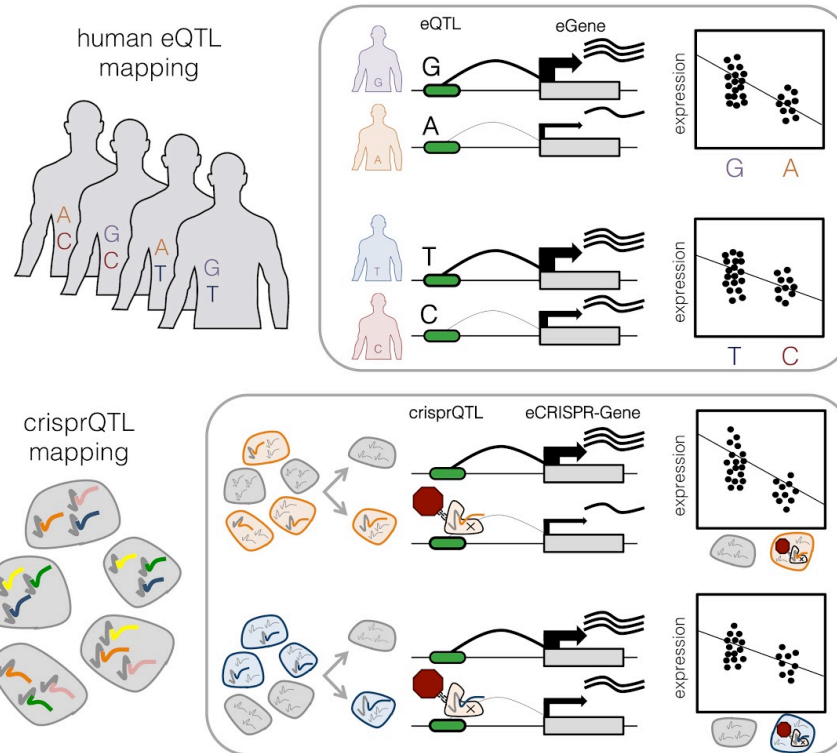 human eQTL
mapping
A
C
G
C
A
T
G
T
eQTL
eGene
G
G
A
A
expression
G A
T
T
C
C
expression
T C
crisprQTL
mapping
crisprQTL
eCRISPR-Gene
expression
expression